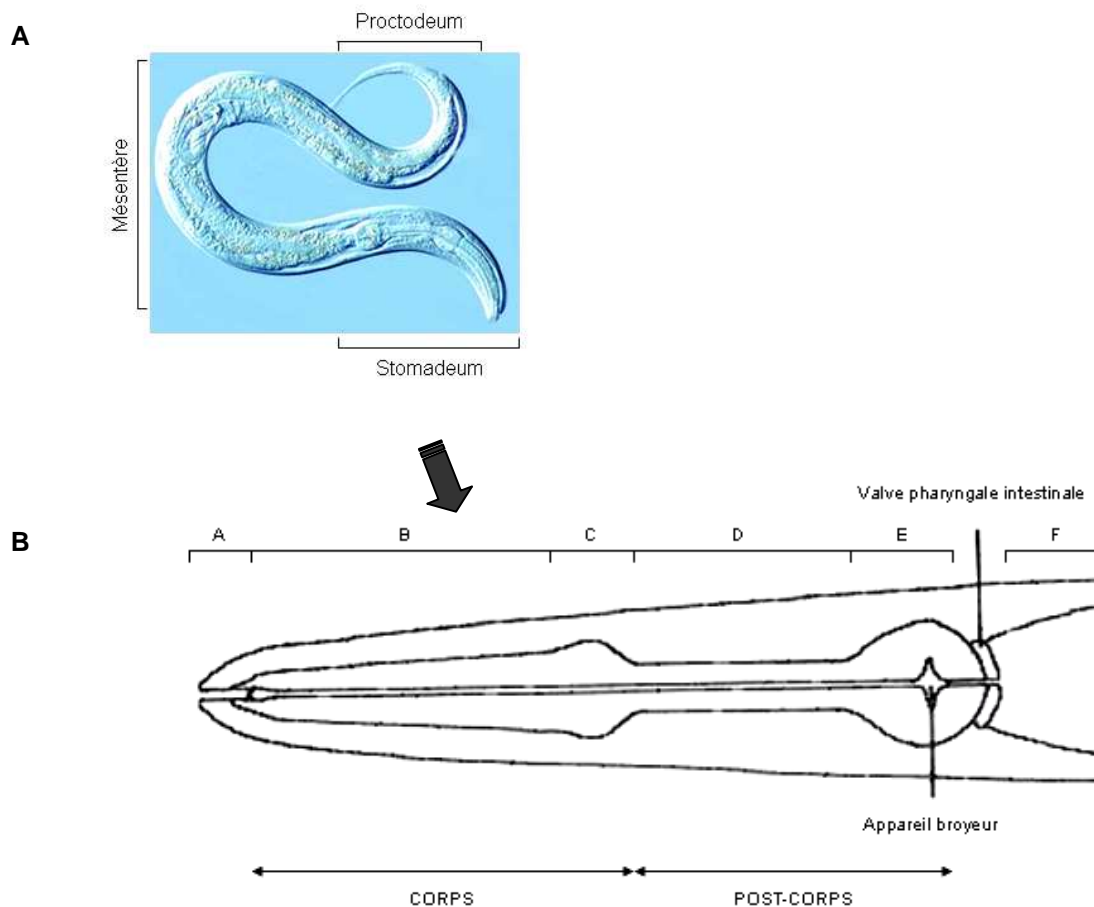 Proctodeum
A
Mésentère
Stomadeum
Valve pharyngale intestinale
B
A B C D E F
Appareil broyeur
CORPS POST-CORPS